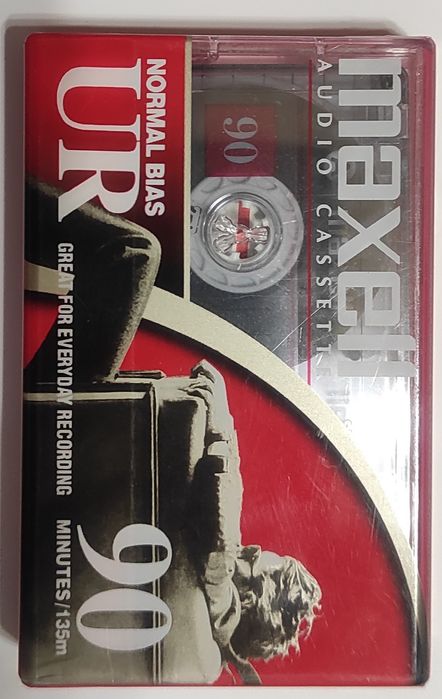 maxell
AUDIO CASSETTE
90
NORMAL BIAS
UR
GREAT FOR EVERYDAY RECORDING
90
MINUTES/135m